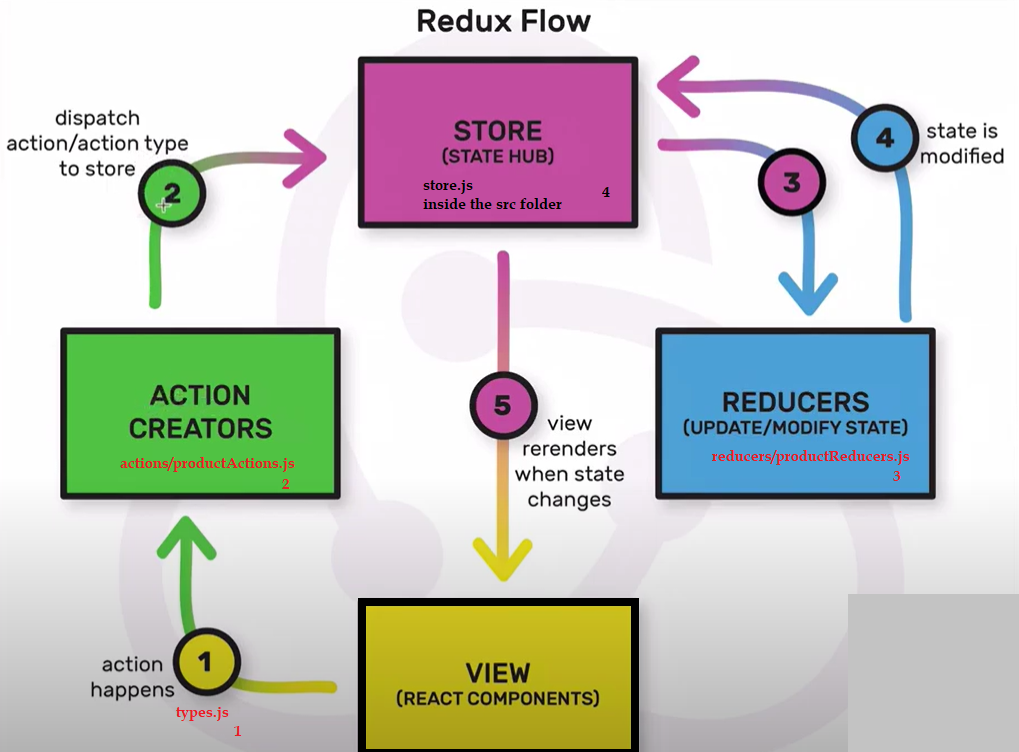 Redux Flow
dispatch
action/action type
to store
2
STORE
(STATE HUB)
store.js
inside the src folder
4
3
4
state is
modified
ACTION
CREATORS
actions/productActions.js
2
5
view
rerenders
when state
changes
REDUCERS
(UPDATE/MODIFY STATE)
reducers/productReducers.js
3
1
action
happens
types.js
1
VIEW
(REACT COMPONENTS)